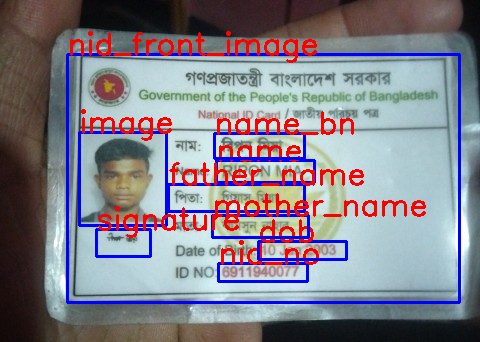 nid_front_image
গণপ্রজাতন্ত্রী বাংলাদেশ সরকার
Government of the People's Republic of Bangladesh
National ID Card / জাতীয় পরিচয় পত্র
image
name_bn
নাম:
name
MIA
father_name
পিতা:
mother_name
signature
dob
Date of 2003
nid_no
ID NO: 6911940077